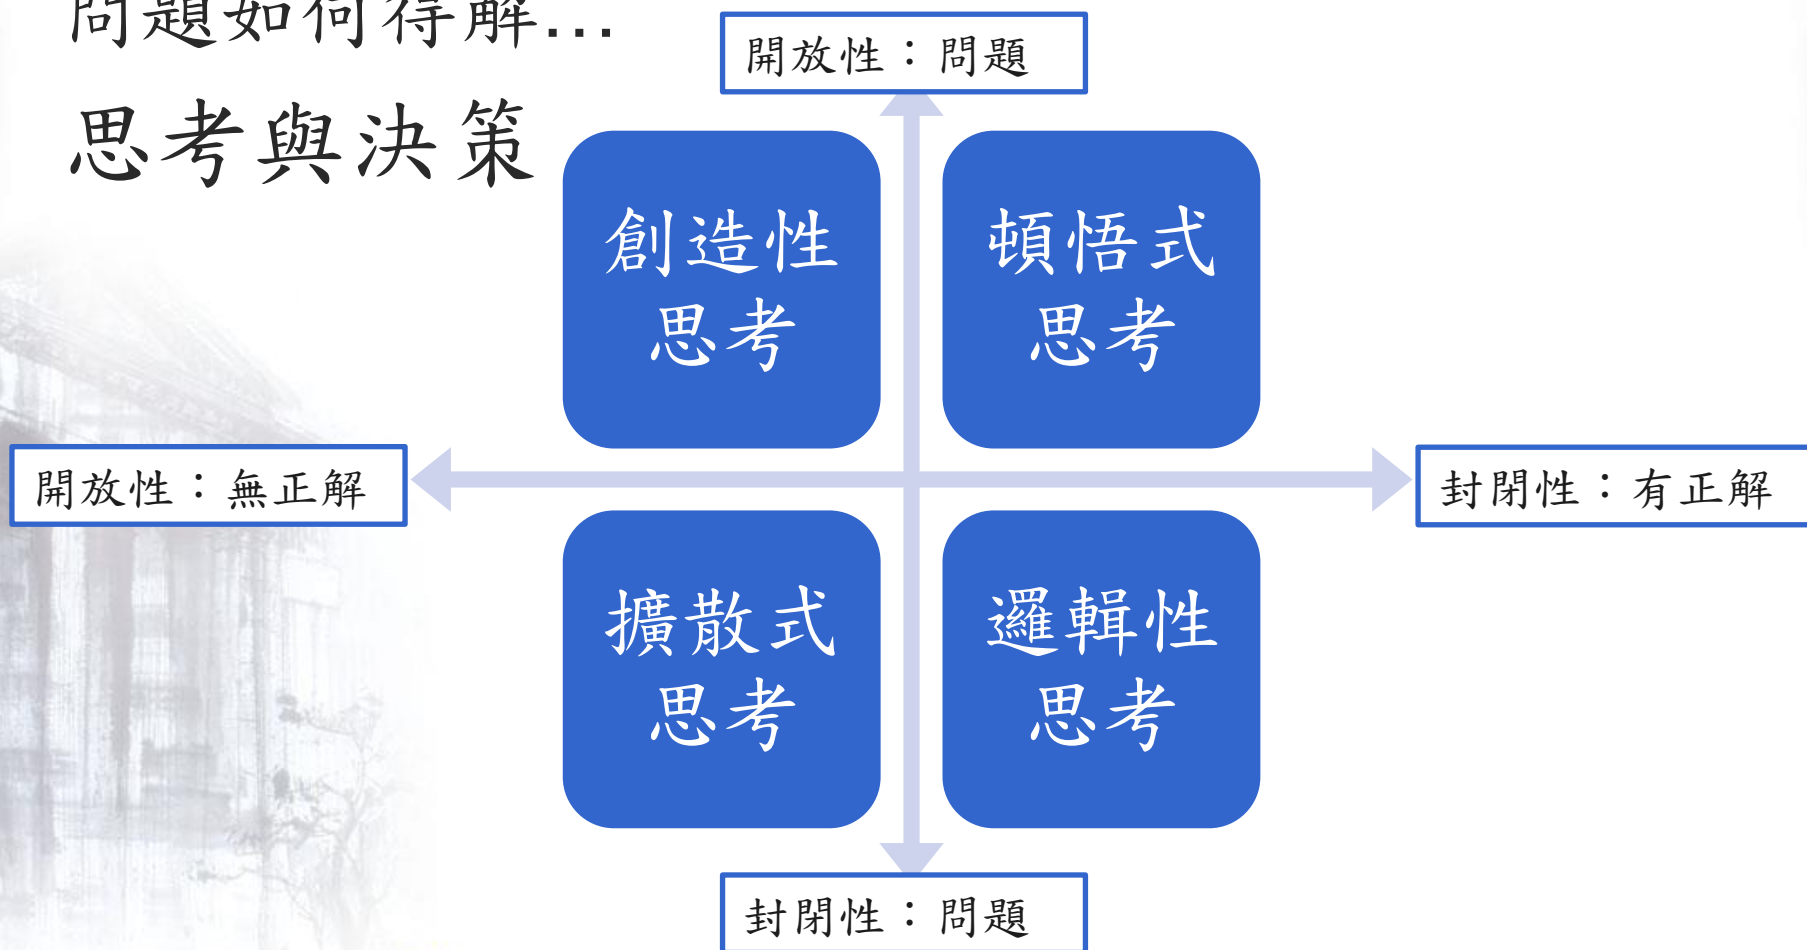 問題如何得解...
思考與決策
開放性：問題
創造性
思考
頓悟式
思考
開放性：無正解
封閉性：有正解
擴散式
思考
邏輯性
思考
封閉性：問題